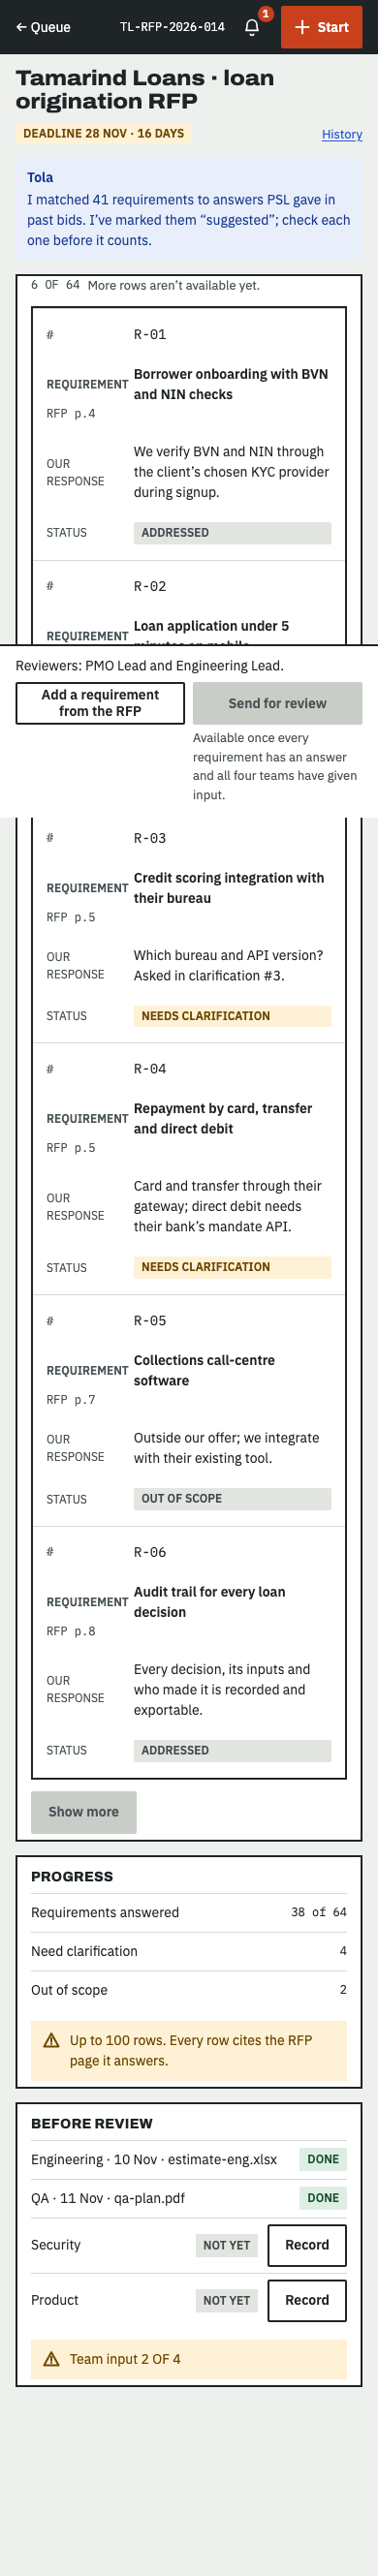 ← Queue
TL-RFP-2026-014
1
+ Start
Tamarind Loans · loan
origination RFP
DEADLINE 28 NOV · 16 DAYS
History
Tola
I matched 41 requirements to answers PSL gave in
past bids. I’ve marked them “suggested”; check each
one before it counts.
6 OF 64 More rows aren’t available yet.
# R-01
REQUIREMENT Borrower onboarding with BVN
and NIN checks
RFP p.4
OUR
RESPONSE
We verify BVN and NIN through
the client’s chosen KYC provider
during signup.
STATUS ADDRESSED
# R-02
REQUIREMENT Loan application under 5
Reviewers: PMO Lead and Engineering Lead.
Add a requirement
from the RFP
Send for review
Available once every
requirement has an answer
and all four teams have given
input.
# R-03
REQUIREMENT Credit scoring integration with
their bureau
RFP p.5
OUR
RESPONSE
Which bureau and API version?
Asked in clarification #3.
STATUS NEEDS CLARIFICATION
# R-04
REQUIREMENT Repayment by card, transfer
and direct debit
RFP p.5
OUR
RESPONSE
Card and transfer through their
gateway; direct debit needs
their bank’s mandate API.
STATUS NEEDS CLARIFICATION
# R-05
REQUIREMENT Collections call-centre
software
RFP p.7
OUR
RESPONSE
Outside our offer; we integrate
with their existing tool.
STATUS OUT OF SCOPE
# R-06
REQUIREMENT Audit trail for every loan
decision
RFP p.8
OUR
RESPONSE
Every decision, its inputs and
who made it is recorded and
exportable.
STATUS ADDRESSED
Show more
PROGRESS
Requirements answered 38 of 64
Need clarification 4
Out of scope 2
Up to 100 rows. Every row cites the RFP
page it answers.
BEFORE REVIEW
Engineering · 10 Nov · estimate-eng.xlsx DONE
QA · 11 Nov · qa-plan.pdf DONE
Security NOT YET Record
Product NOT YET Record
Team input 2 OF 4